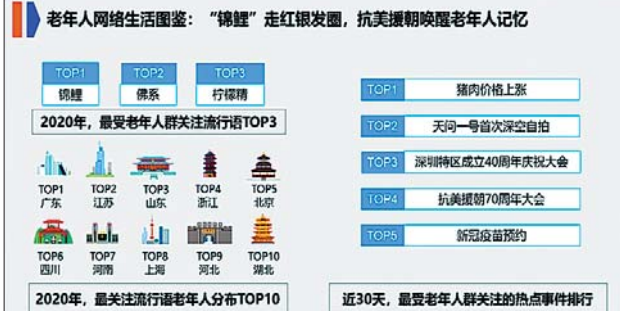 老年人网络生活图鉴：“锦鲤”走红银发圈，抗美援朝唤醒老年人记忆
TOP1 TOP2 TOP3
锦鲤 佛系 柠檬精
2020年，最受老年人群关注流行语TOP3
TOP1 TOP2 TOP3 TOP4 TOP5
广东 江苏 山东 浙江 北京
TOP6 TOP7 TOP8 TOP9 TOP10
四川 河南 上海 河北 湖北
2020年，最关注流行语老年人分布TOP10
TOP1 猪肉价格上涨
TOP2 天问一号首次深空自拍
TOP3 深圳特区成立40周年庆祝大会
TOP4 抗美援朝70周年大会
TOP5 新冠疫苗预约
近30天，最受老年人群关注的热点事件排行